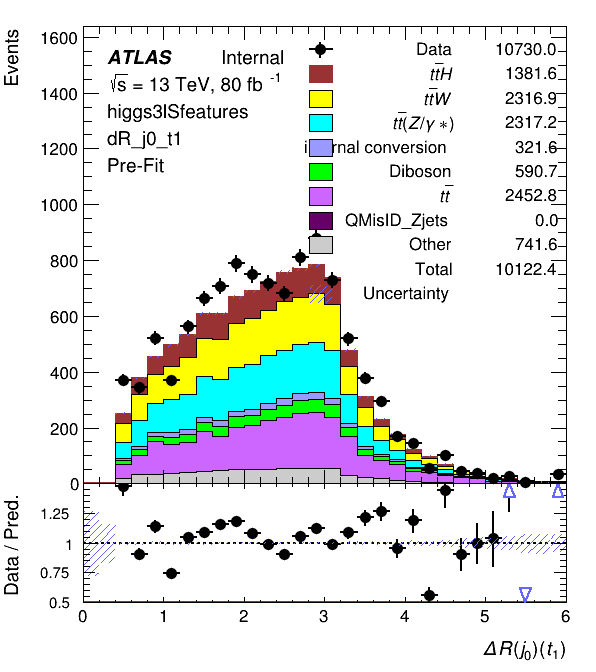 Events
1600
1400
1200
1000
800
600
400
200
0
ATLAS Internal
√s = 13 TeV, 80 fb -1
higgs3lSfeatures
dR_j0_t1
Pre-Fit
Data 10730.0
tt̅H 1381.6
tt̅W 2316.9
tt̅(Z/γ*) 2317.2
rnal conversion 321.6
Diboson 590.7
tt̅ 2452.8
QMisID_Zjets 0.0
Other 741.6
Total 10122.4
Uncertainty
Data / Pred.
1.25
1
0.75
0.5
0 1 2 3 4 5 6
ΔR(j0)(t1)